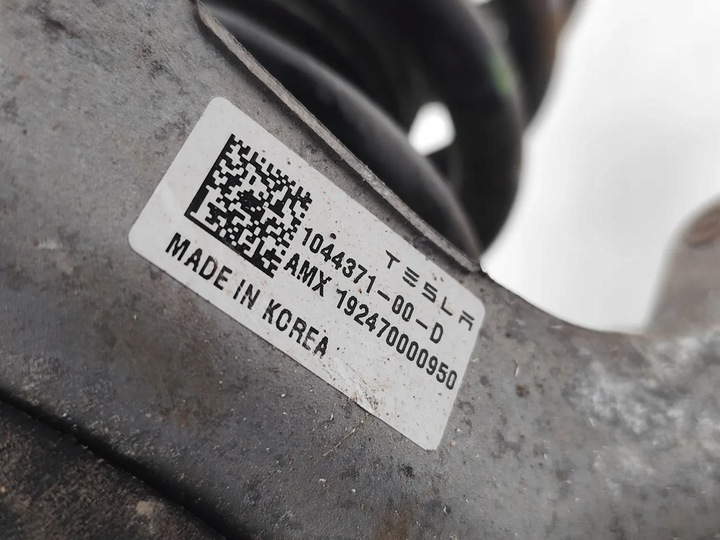 TESLA
1044371-00-D
AMX 192470000950
MADE IN KOREA